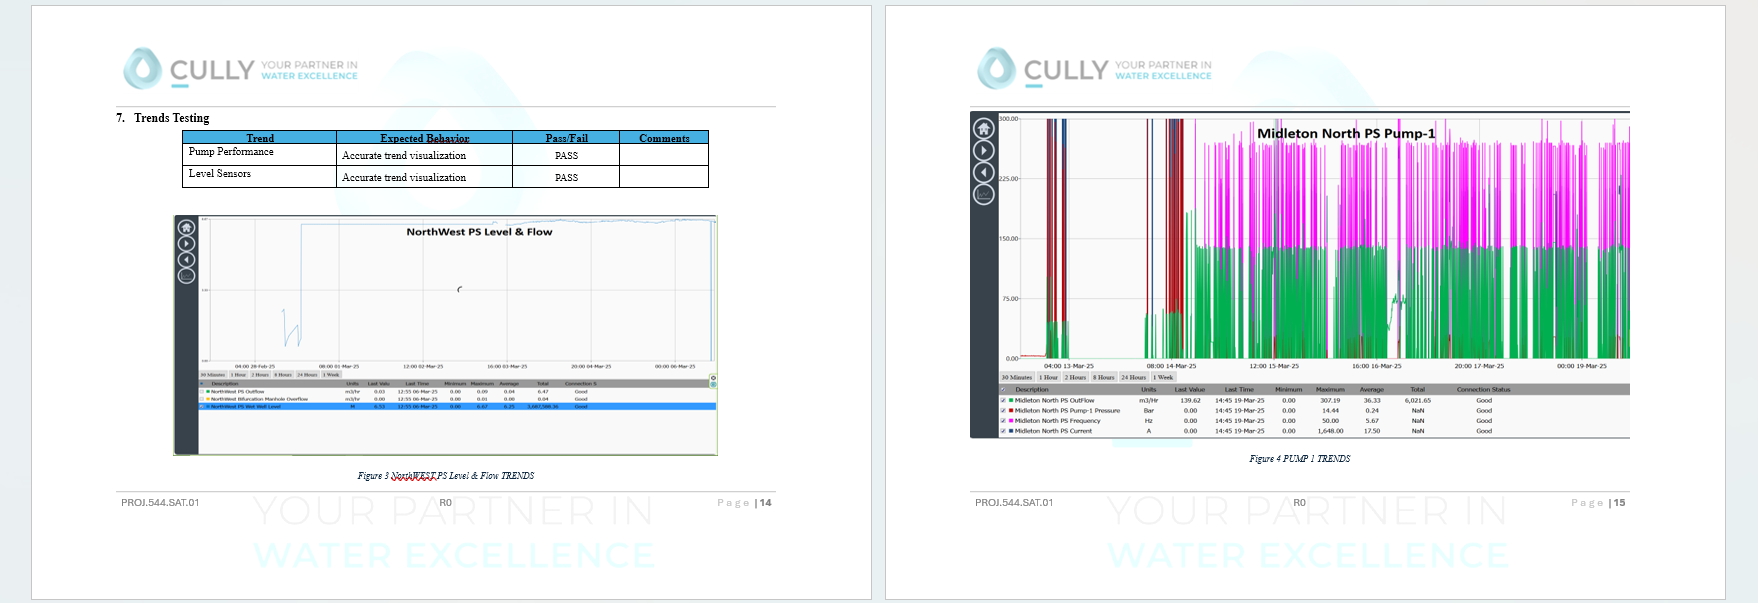 CULLY YOUR PARTNER IN
WATER EXCELLENCE
7. Trends Testing
Trend Expected Behavior Pass/Fail Comments
Pump Performance Accurate trend visualization PASS
Level Sensors Accurate trend visualization PASS
NorthWest PS Level & Flow
04:00 28-Feb-25 08:00 01-Mar-25 12:00 02-Mar-25 16:00 03-Mar-25 20:00 04-Mar-25 00:00 06-Mar-25
30 Minutes 1 Hour 2 Hours 8 Hours 24 Hours 1 Week
Description Units Last Valu Last Time Minimum Maximum Average Total Connection S
NorthWest PS Outflow m3/hr 0.03 12:55 06-Mar-25 0.00 0.09 0.04 6.47 Good
NorthWest Bifurcation Manhole Overflow m3/hr 0.00 12:55 06-Mar-25 0.00 0.01 0.00 0.04 Good
NorthWest PS Wet Well Level M 6.53 12:55 06-Mar-25 0.00 6.67 6.25 Good
Figure 3 NorthWEST PS Level & Flow TRENDS
PROJ.544.SAT.01 R0 Page | 14
YOUR PARTNER IN
WATER EXCELLENCE
CULLY YOUR PARTNER IN
WATER EXCELLENCE
Midleton North PS Pump-1
300.00
225.00
150.00
75.00
0.00
04:00 13-Mar-25 08:00 14-Mar-25 12:00 15-Mar-25 16:00 16-Mar-25 20:00 17-Mar-25 00:00 19-Mar-25
30 Minutes 1 Hour 2 Hours 8 Hours 24 Hours 1 Week
Description Units Last Value Last Time Minimum Maximum Average Total Connection Status
Midleton North PS OutFlow m3/Hr 139.62 14:45 19-Mar-25 0.00 307.19 36.33 6,021.65 Good
Midleton North PS Pump-1 Pressure Bar 0.00 14:45 19-Mar-25 0.00 14.44 0.24 NaN Good
Midleton North PS Frequency Hz 0.00 14:45 19-Mar-25 0.00 50.00 5.67 NaN Good
Midleton North PS Current A 0.00 14:45 19-Mar-25 0.00 1,648.00 17.50 NaN Good
Figure 4 PUMP 1 TRENDS
PROJ.544.SAT.01 R0 Page | 15
YOUR PARTNER IN
WATER EXCELLENCE